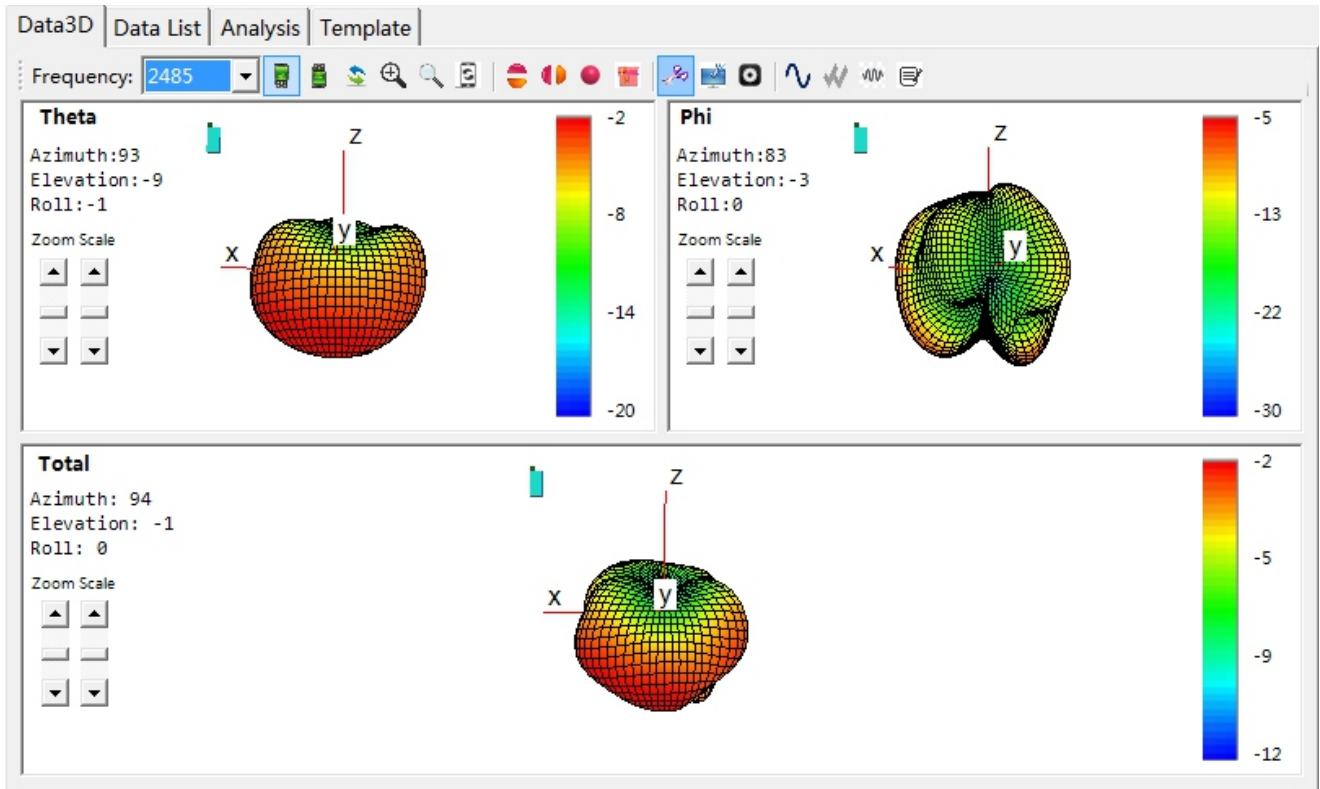 Data3D Data List Analysis Template
Frequency: 2485
Theta
Azimuth:93
Elevation:-9
Roll:-1
Zoom Scale
z
x
y
-2
-8
-14
-20
Phi
Azimuth:83
Elevation:-3
Roll:0
Zoom Scale
z
x
y
-5
-13
-22
-30
Total
Azimuth: 94
Elevation: -1
Roll: 0
Zoom Scale
z
x
y
-2
-5
-9
-12